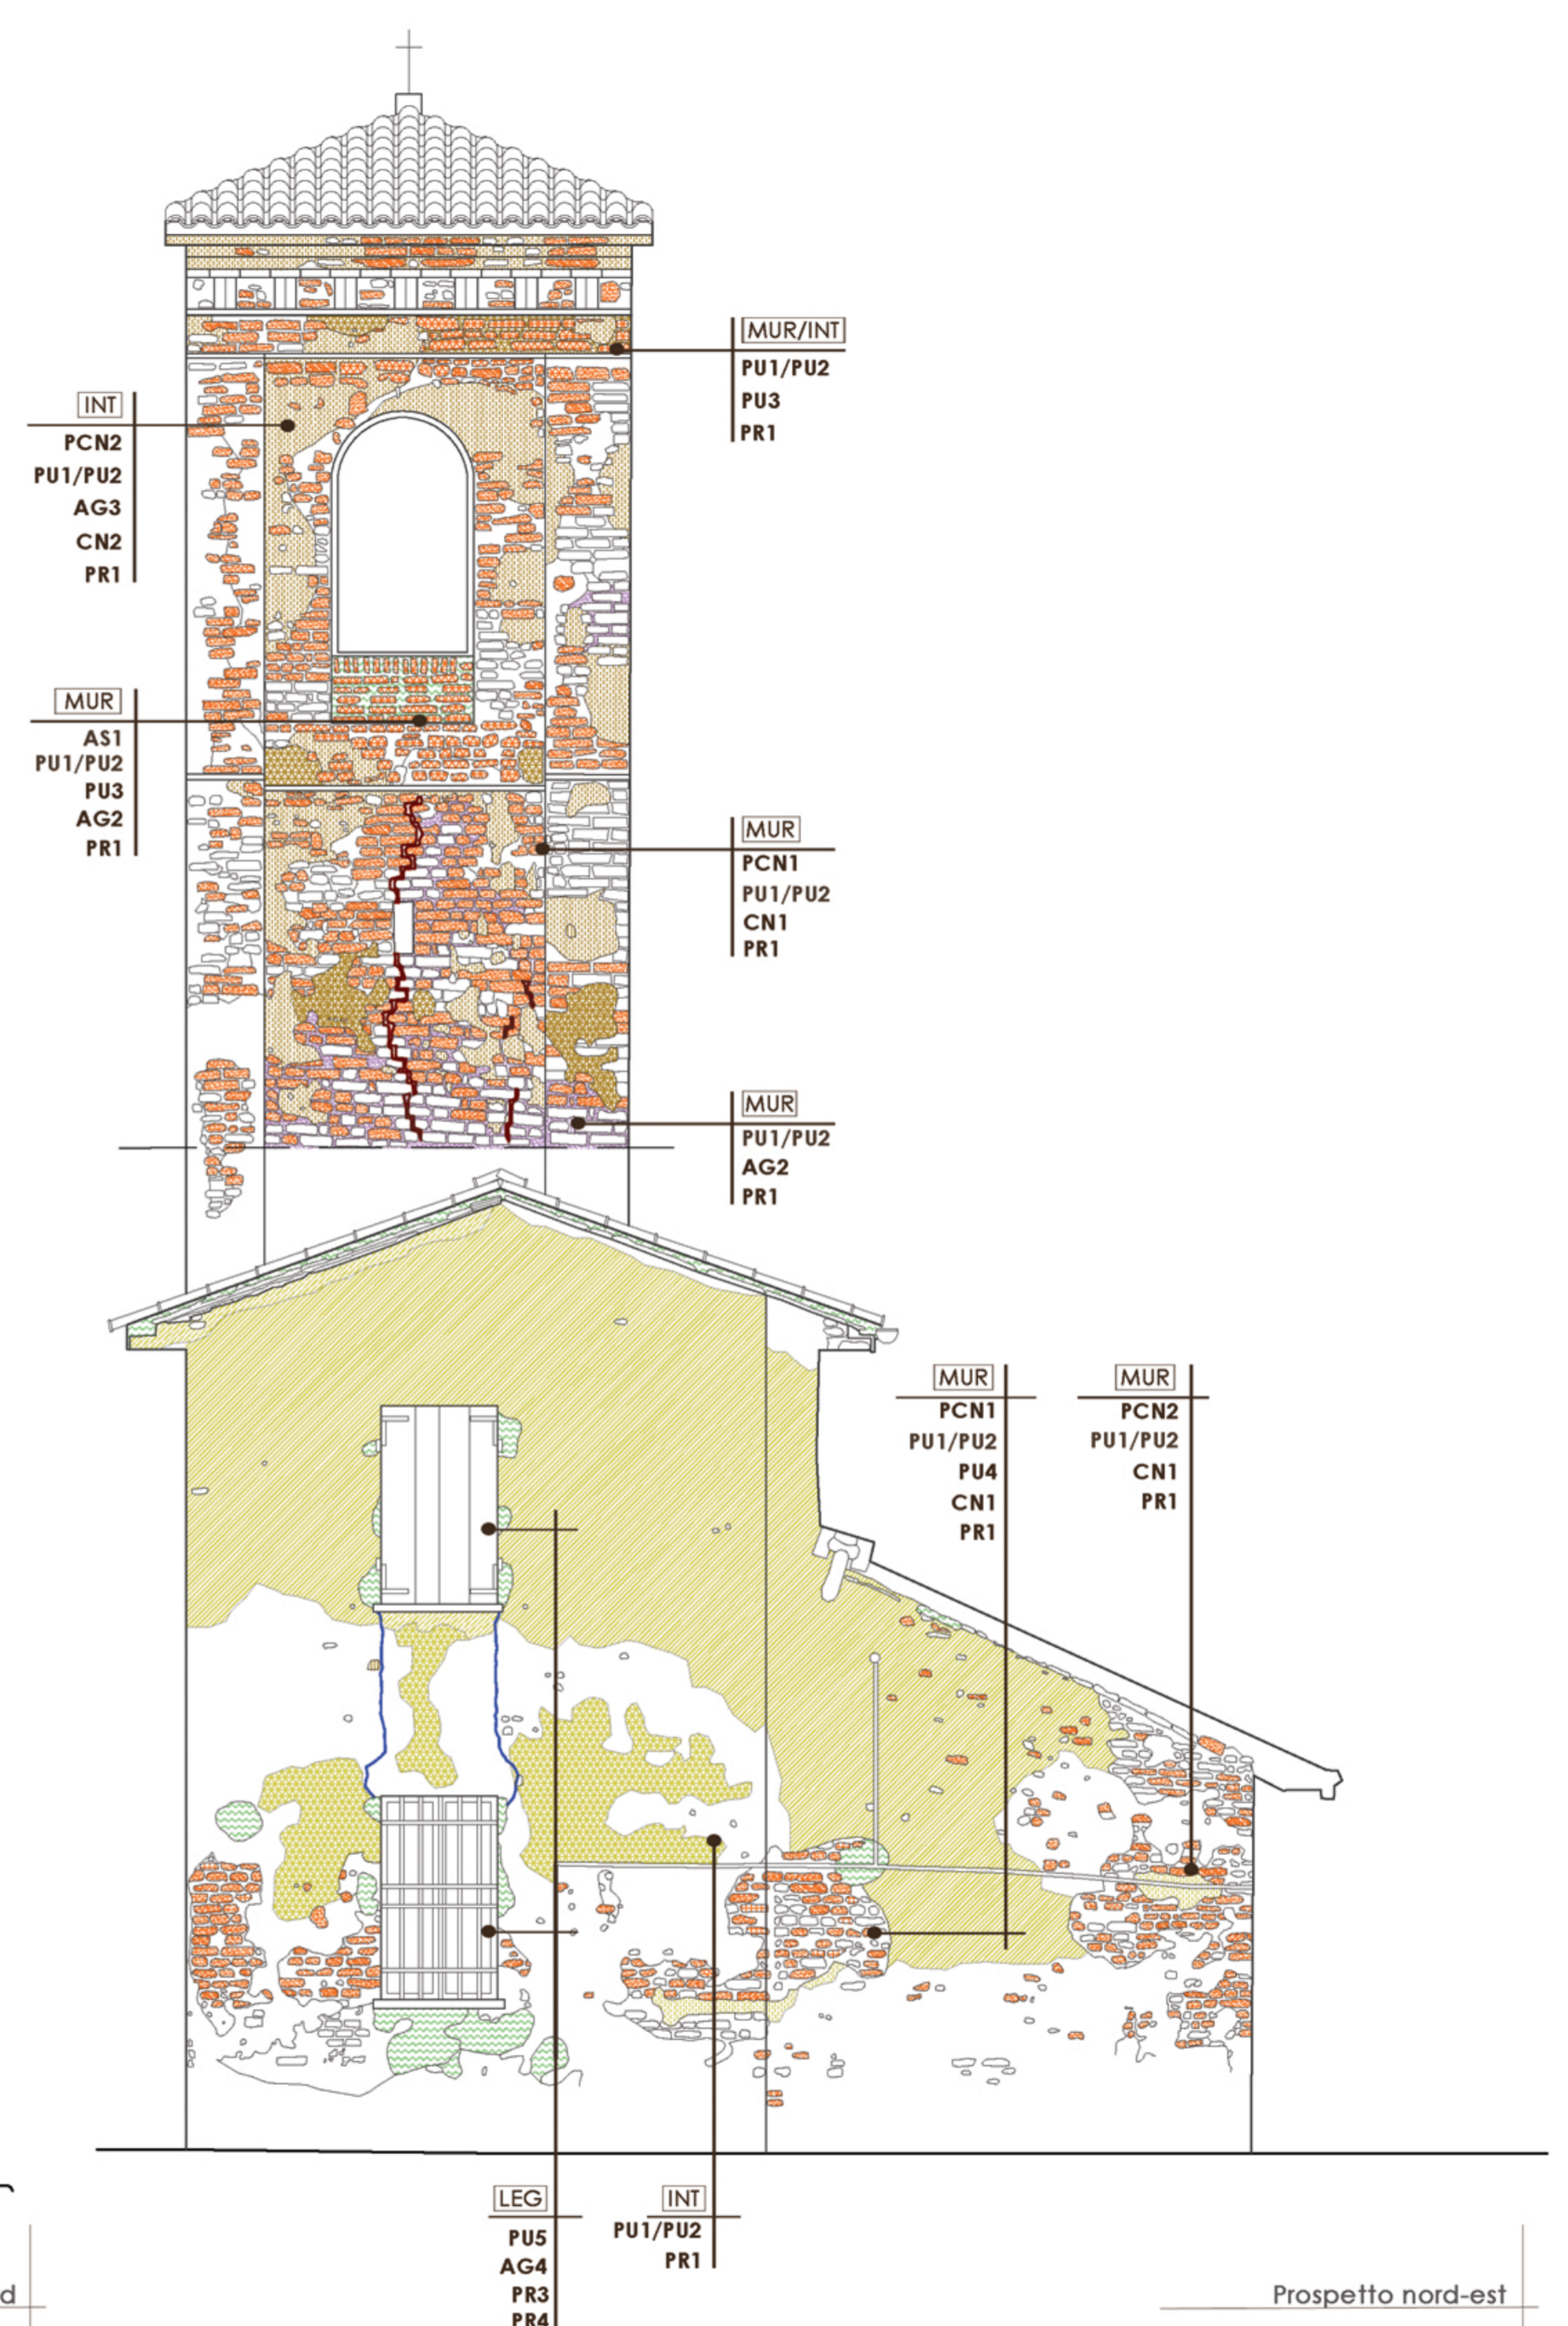 MUR/INT
PU1/PU2
PU3
PR1
INT
PCN2
PU1/PU2
AG3
CN2
PR1
MUR
AS1
PU1/PU2
PU3
AG2
PR1
MUR
PCN1
PU1/PU2
CN1
PR1
MUR
PU1/PU2
AG2
PR1
MUR
PCN1
PU1/PU2
PU4
CN1
PR1
MUR
PCN2
PU1/PU2
CN1
PR1
LEG
PU5
AG4
PR3
PR4
INT
PU1/PU2
PR1
d
Prospetto nord-est